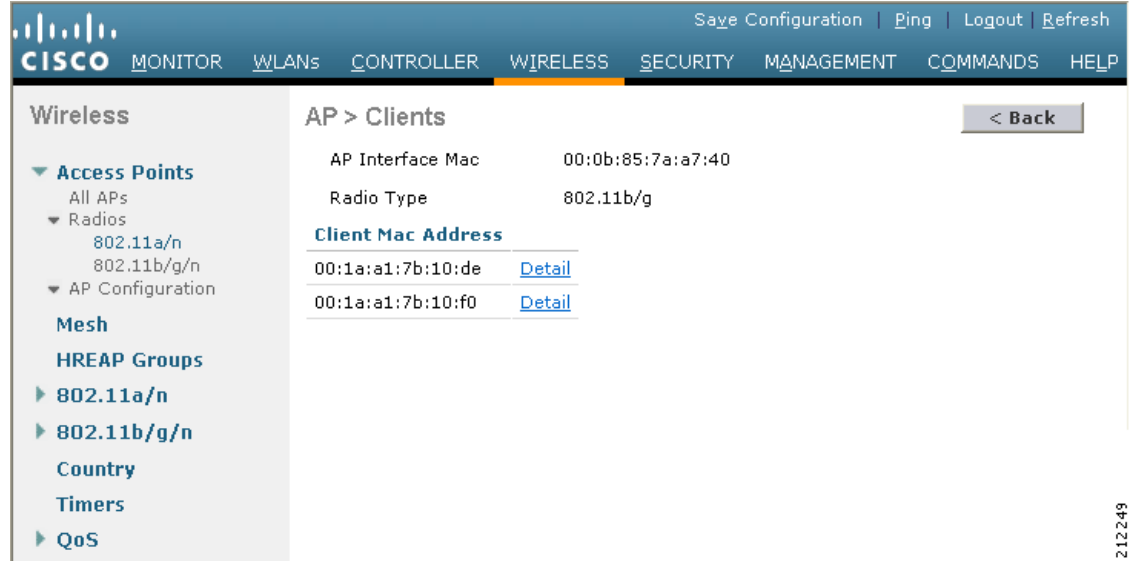 Save Configuration | Ping | Logout | Refresh
CISCO MONITOR WLANs CONTROLLER WIRELESS SECURITY MANAGEMENT COMMANDS HELP
Wireless
Access Points
All APs
Radios
802.11a/n
802.11b/g/n
AP Configuration
Mesh
HREAP Groups
802.11a/n
802.11b/g/n
Country
Timers
QoS
AP > Clients
< Back
AP Interface Mac 00:0b:85:7a:a7:40
Radio Type 802.11b/g
Client Mac Address
00:1a:a1:7b:10:de Detail
00:1a:a1:7b:10:f0 Detail
212249